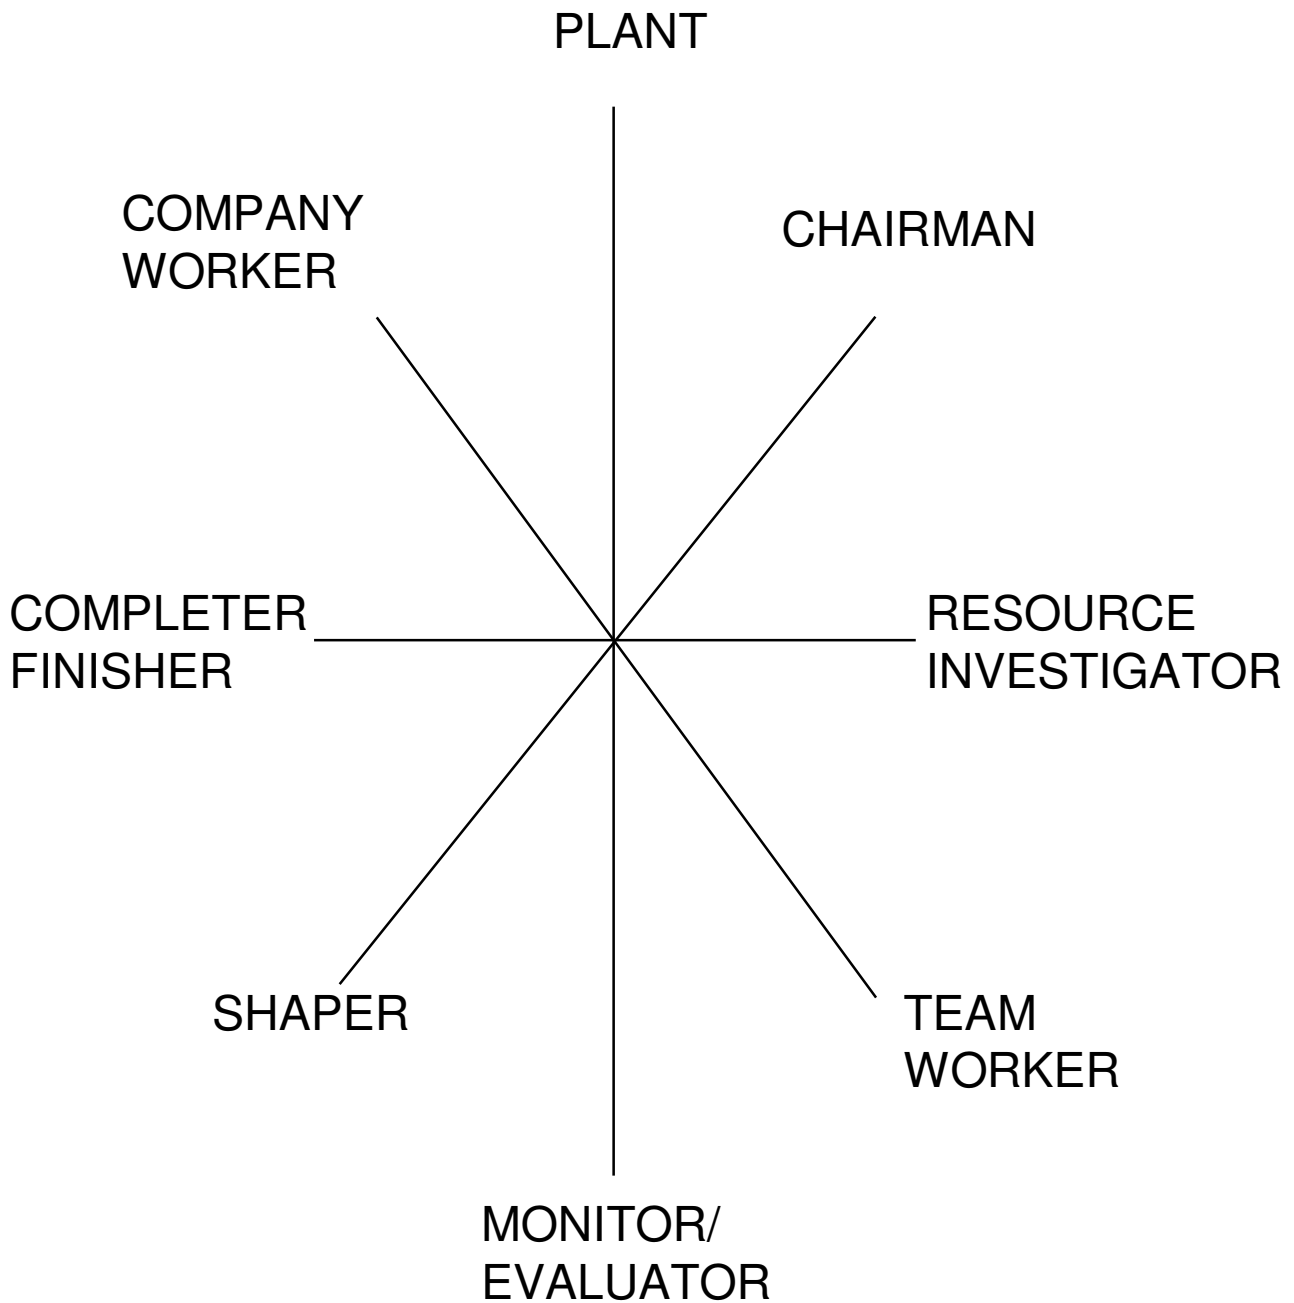 PLANT
COMPANY
WORKER
CHAIRMAN
COMPLETER
FINISHER
RESOURCE
INVESTIGATOR
SHAPER
TEAM
WORKER
MONITOR/
EVALUATOR